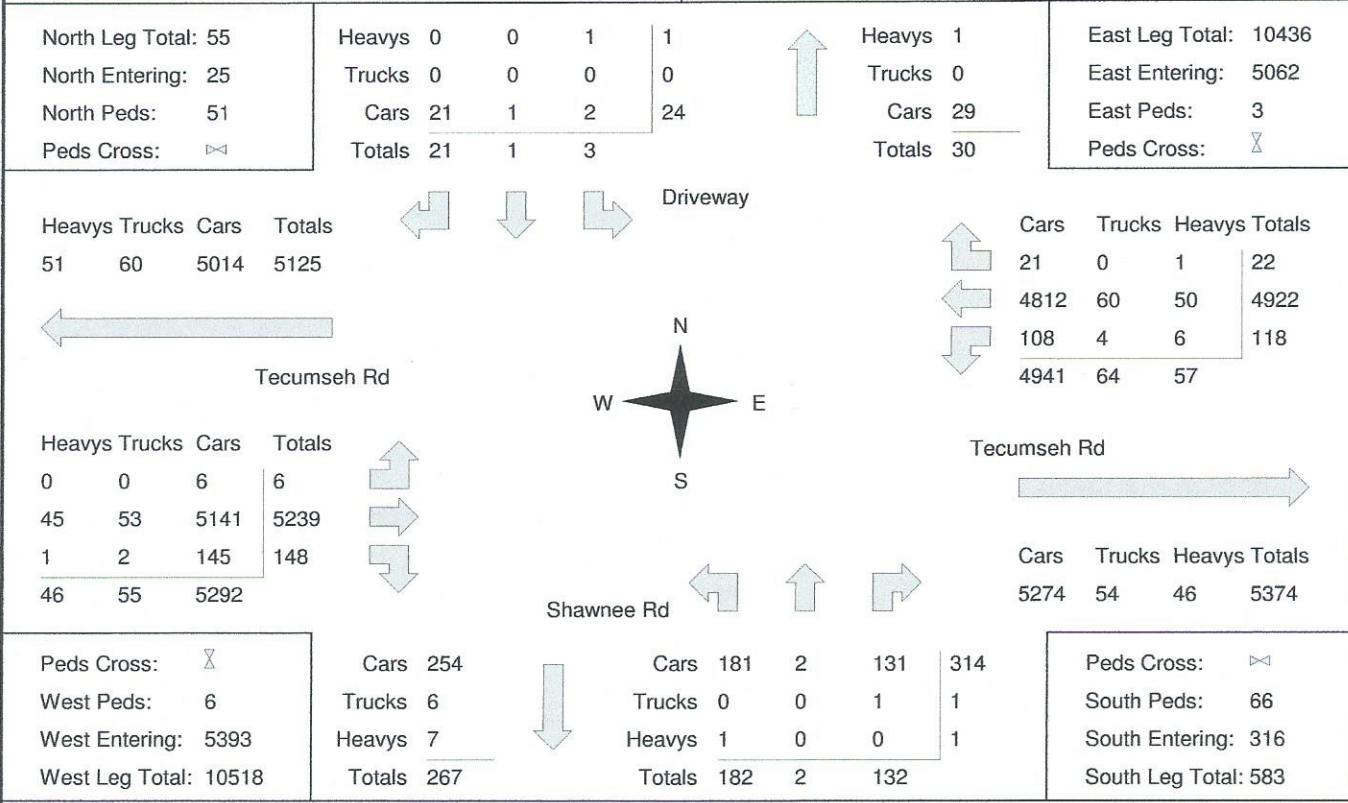 North Leg Total: 55
North Entering: 25
North Peds: 51
Peds Cross:
Heavys 0 0 1 1
Trucks 0 0 0 0
Cars 21 1 2 24
Totals 21 1 3
Heavys 1
Trucks 0
Cars 29
Totals 30
East Leg Total: 10436
East Entering: 5062
East Peds: 3
Peds Cross:
Driveway
Heavys Trucks Cars Totals
51 60 5014 5125
Cars Trucks Heavys Totals
21 0 1 22
4812 60 50 4922
108 4 6 118
4941 64 57
Tecumseh Rd
N
W E
S
Heavys Trucks Cars Totals
0 0 6 6
45 53 5141 5239
1 2 145 148
46 55 5292
Tecumseh Rd
Cars Trucks Heavys Totals
5274 54 46 5374
Shawnee Rd
Peds Cross:
West Peds: 6
West Entering: 5393
West Leg Total: 10518
Cars 254
Trucks 6
Heavys 7
Totals 267
Cars 181 2 131 314
Trucks 0 0 1 1
Heavys 1 0 0 1
Totals 182 2 132
Peds Cross:
South Peds: 66
South Entering: 316
South Leg Total: 583